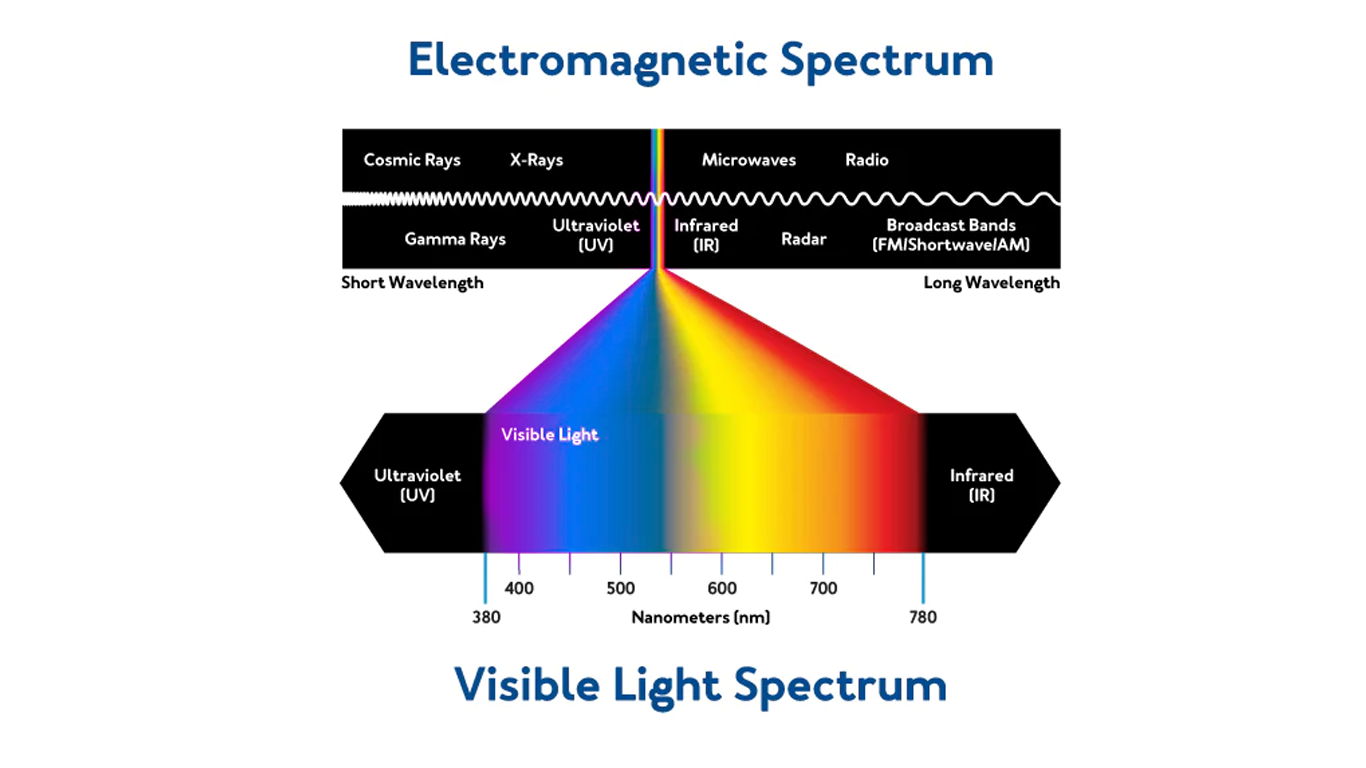 Electromagnetic Spectrum
Cosmic Rays X-Rays Microwaves Radio
Gamma Rays
Ultraviolet
(UV)
Infrared
(IR)
Radar
Broadcast Bands
(FM/Shortwave/AM)
Short Wavelength Long Wavelength
Visible Light
Ultraviolet
(UV)
Infrared
(IR)
400 500 600 700
380 Nanometers (nm) 780
Visible Light Spectrum